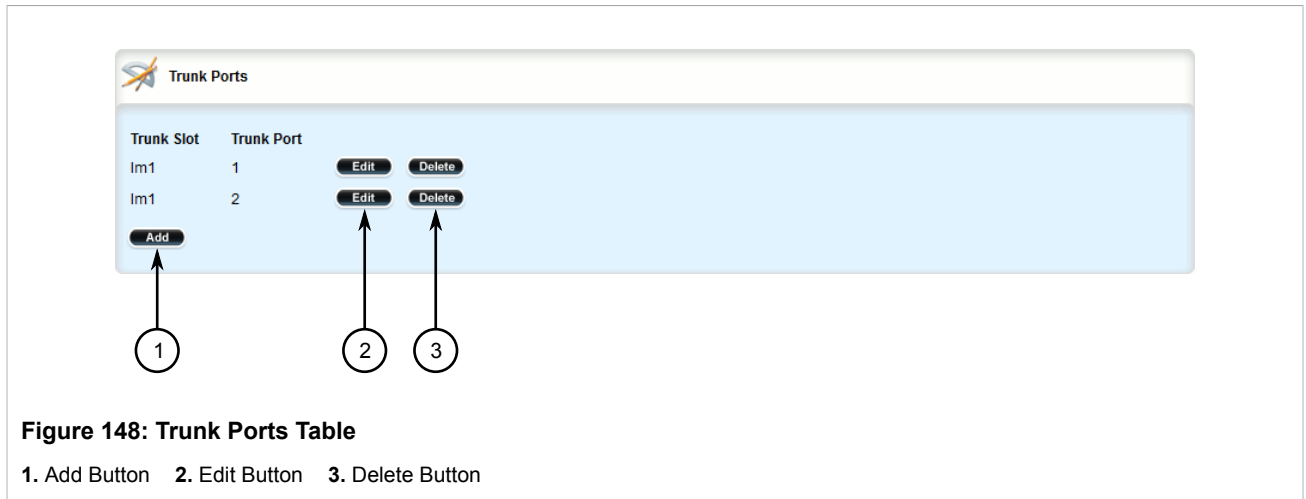 Trunk Ports
Trunk Slot Trunk Port
lm1 1 Edit Delete
lm1 2 Edit Delete
Add
1 2 3
Figure 148: Trunk Ports Table
1. Add Button 2. Edit Button 3. Delete Button